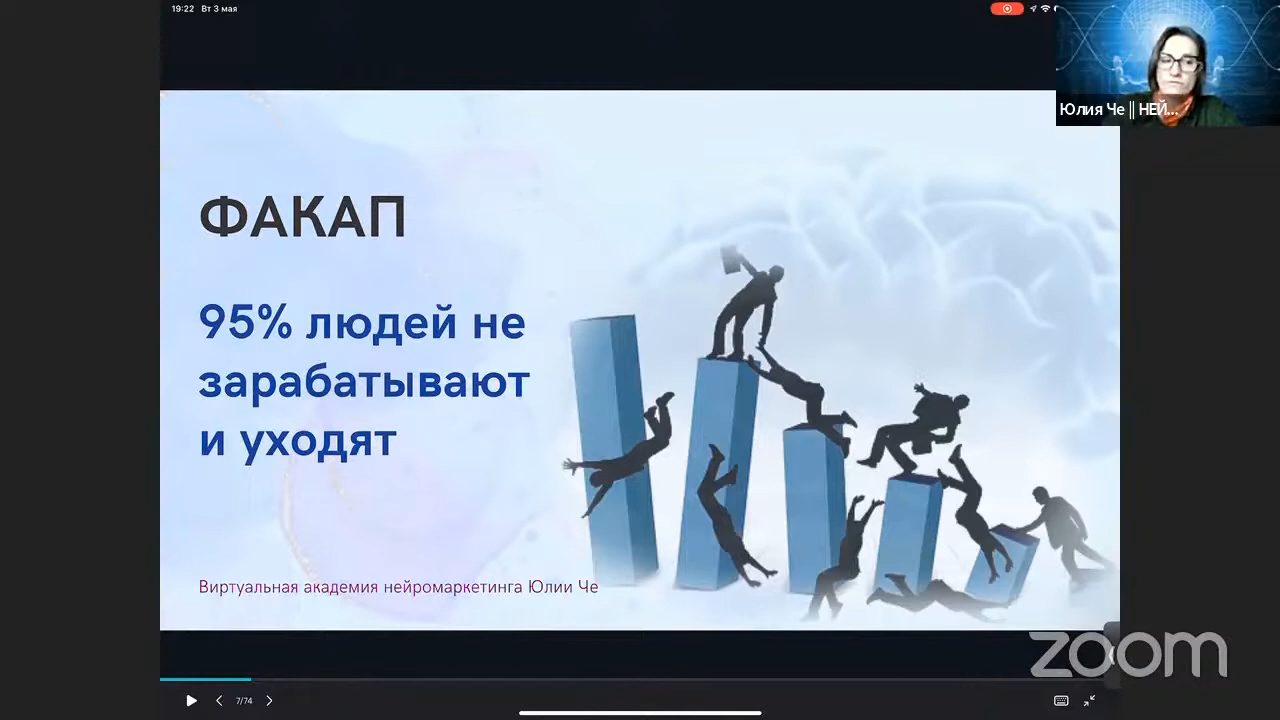 19:22 Вт 3 мая
Юлия Че || НЕЙ...
ФАКАП
95% людей не
зарабатывают
и уходят
Виртуальная академия нейромаркетинга Юлии Че
zoom
7/74